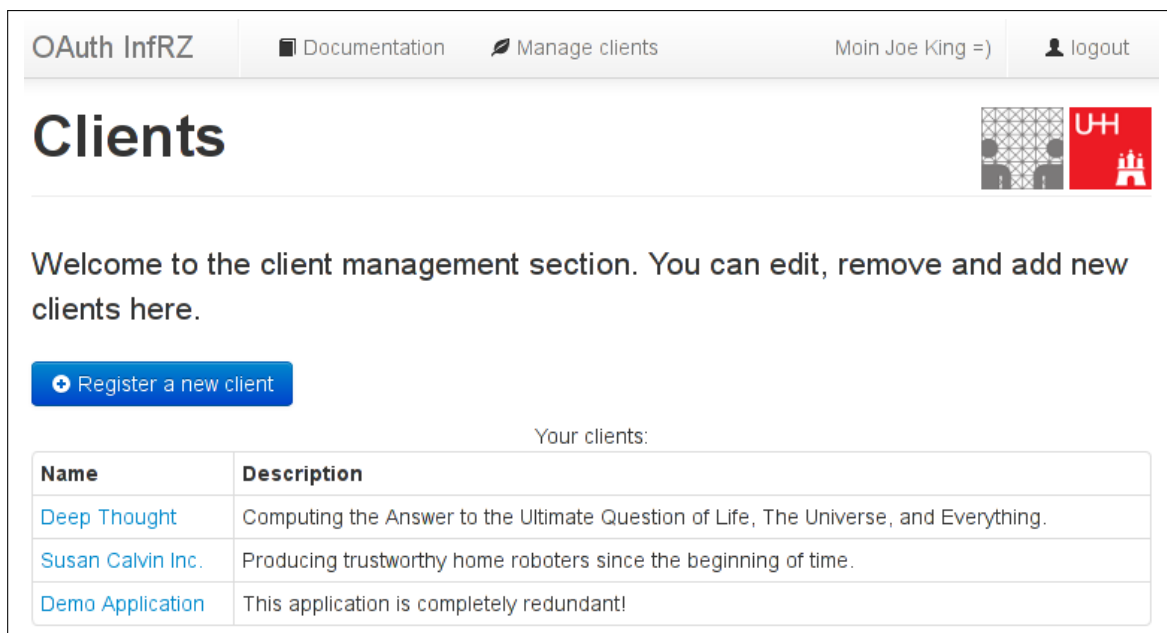 OAuth InfRZ Documentation Manage clients Moin Joe King =) logout
Clients
UHH
Welcome to the client management section. You can edit, remove and add new
clients here.
Register a new client
Your clients:
Name Description
Deep Thought Computing the Answer to the Ultimate Question of Life, The Universe, and Everything.
Susan Calvin Inc. Producing trustworthy home roboters since the beginning of time.
Demo Application This application is completely redundant!